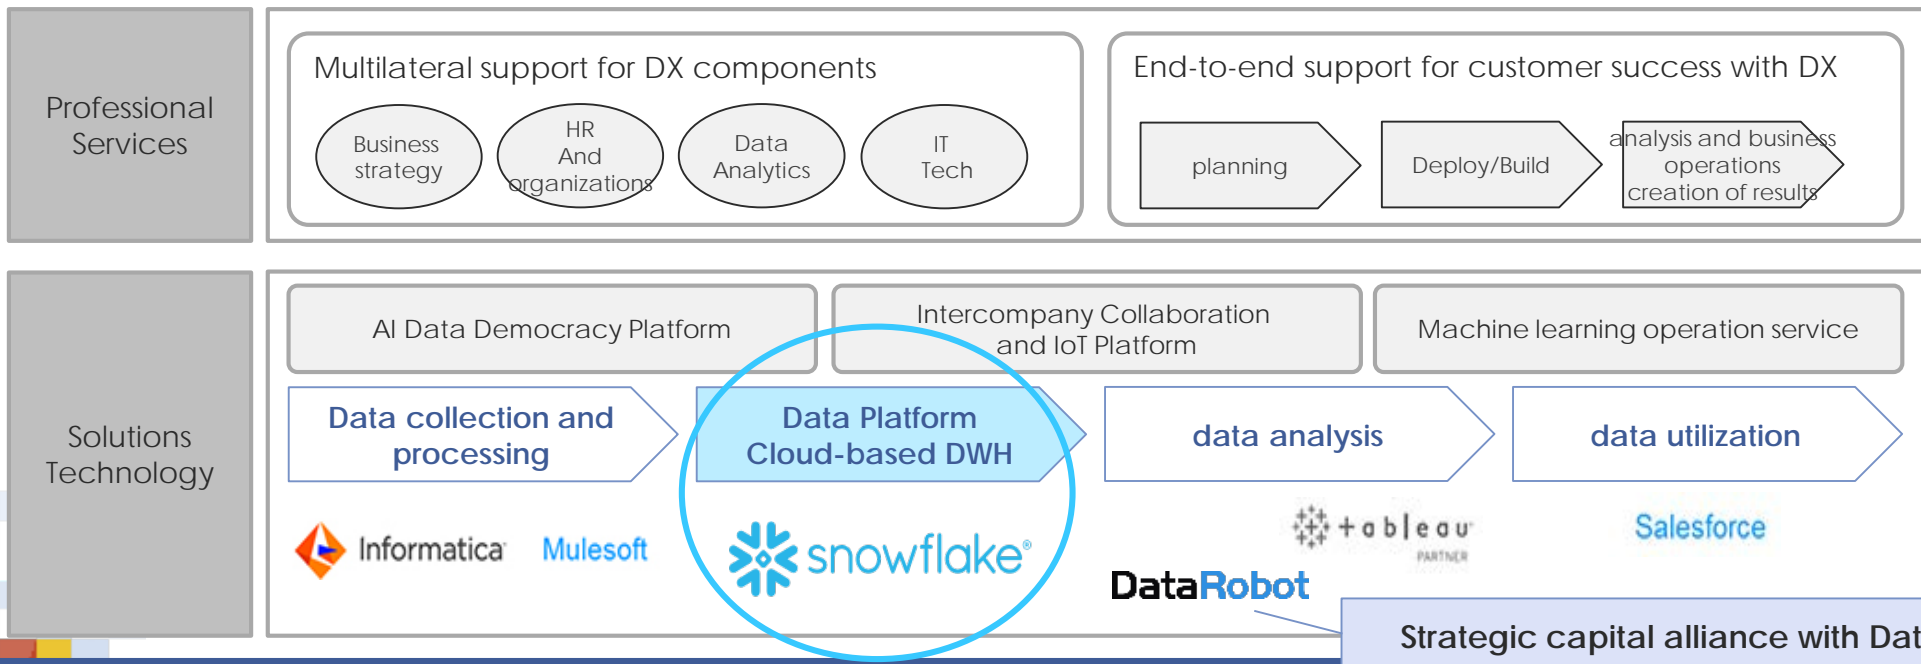 Professional
Services
Multilateral support for DX components
Business
strategy
HR
And
organizations
Data
Analytics
IT
Tech
End-to-end support for customer success with DX
planning
Deploy/Build
analysis and business
operations
creation of results
Solutions
Technology
AI Data Democracy Platform
Intercompany Collaboration
and IoT Platform
Machine learning operation service
Data collection and
processing
Data Platform
Cloud-based DWH
data analysis
data utilization
Informatica
Mulesoft
snowflake®
+ableau
PARTNER
Salesforce
DataRobot
Strategic capital alliance with Dat